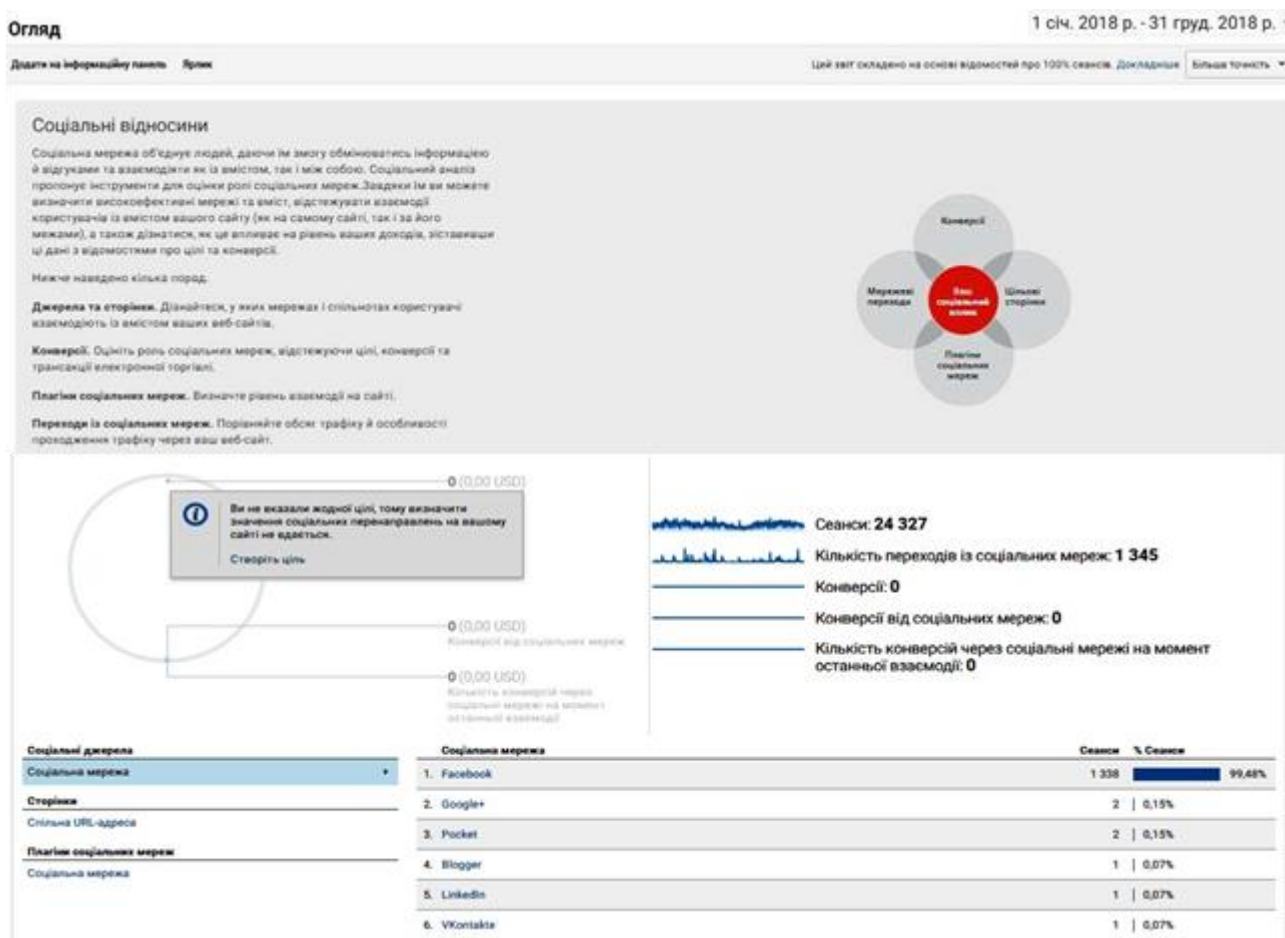 Огляд
1 січ. 2018 р. - 31 груд. 2018 р.
Додати на інформаційну панель Ярлик
Цей звіт складено на основі відомостей про 100% сеансів. Докладніше Більша точність
Соціальні відносини
Соціальна мережа об'єднує людей, даючи їм змогу обмінюватись інформацією
й відгуками та взаємодіяти як із вмістом, так і між собою. Соціальний аналіз
пропонує інструменти для оцінки ролі соціальних мереж.Завдяки їм ви можете
визначити високоефективні мережі та вміст, відстежувати взаємодії
користувачів із вмістом вашого сайту (як на самому сайті, так і за його
межами), а також дізнатися, як це впливає на рівень ваших доходів, зіставивши
ці дані з відомостями про цілі та конверсії.
Нижче наведено кілька порад.
Джерела та сторінки. Дізнайтеся, у яких мережах і спільнотах користувачі
взаємодіють із вмістом ваших веб-сайтів.
Конверсії. Оцініть роль соціальних мереж, відстежуючи цілі, конверсії та
трансакції електронної торгівлі.
Плагіни соціальних мереж. Визначте рівень взаємодії на сайті.
Переходи із соціальних мереж. Порівняйте обсяг трафіку й особливості
проходження трафіку через ваш веб-сайт.
Конверсії
Мережеві
переходи
Ваш
соціальний
вплив
Цільові
сторінки
Плагіни
соціальних
мереж
0 (0,00 USD)
Ви не вказали жодної цілі, тому визначити
значення соціальних перенаправлень на вашому
сайті не вдається.
Створіть ціль
0 (0,00 USD)
Конверсії від соціальних мереж
0 (0,00 USD)
Кількість конверсій через
соціальні мережі на момент
останньої взаємодії
Сеанси: 24 327
Кількість переходів із соціальних мереж: 1 345
Конверсії: 0
Конверсії від соціальних мереж: 0
Кількість конверсій через соціальні мережі на момент
останньої взаємодії: 0
Соціальні джерела
Соціальна мережа
Сторінки
Спільна URL-адреса
Плагіни соціальних мереж
Соціальна мережа
Соціальна мережа Сеанси % Сеанси
1. Facebook 1 338 99,48%
2. Google+ 2 0,15%
3. Pocket 2 0,15%
4. Blogger 1 0,07%
5. LinkedIn 1 0,07%
6. VKontakte 1 0,07%